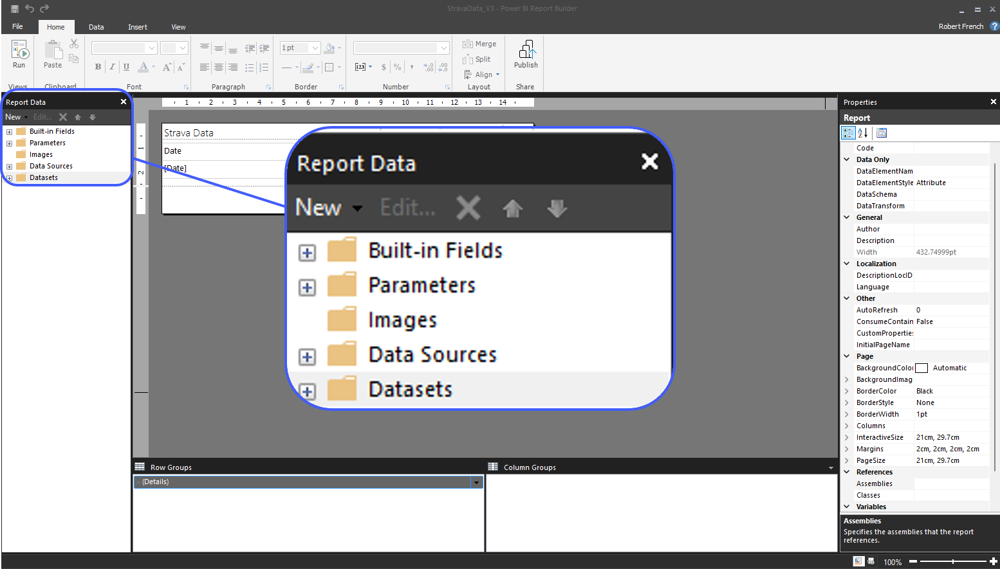 StravaData_V3 - Power BI Report Builder
File Home Data Insert View
Robert French ?
Run
Paste
1pt
B I U A A A
123 $ % ,
Merge
Split
Align
Publish
Views Clipboard Font Paragraph Border Number Layout Share
Report Data
New Edit...
Built-in Fields
Parameters
Images
Data Sources
Datasets
1 2 3 4 5 6 7 8 9 10 11 12 13 14
1
2
Strava Data
Date
[Date]
Report Data
New Edit...
Built-in Fields
Parameters
Images
Data Sources
Datasets
Row Groups
(Details)
Column Groups
Properties
Report
Code
Data Only
DataElementNam
DataElementStyle Attribute
DataSchema
DataTransform
General
Author
Description
Width 432.74999pt
Localization
DescriptionLocID
Language
Other
AutoRefresh 0
ConsumeContain False
CustomProperties
InitialPageName
Page
BackgroundColor Automatic
BackgroundImag
BorderColor Black
BorderStyle None
BorderWidth 1pt
Columns
InteractiveSize 21cm, 29.7cm
Margins 2cm, 2cm, 2cm, 2cm
PageSize 21cm, 29.7cm
References
Assemblies
Classes
Variables
Assemblies
Specifies the assemblies that the report
references.
100%